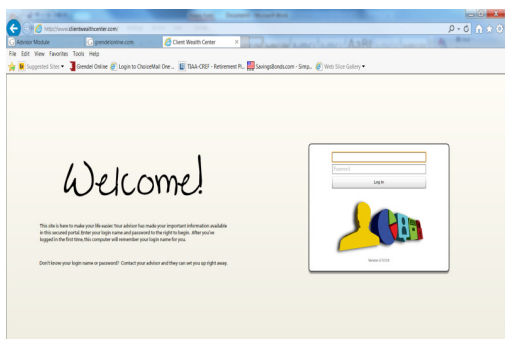 http://www.clientwealthcenter.com/
Advisor Module
grendelonline.com
Client Wealth Center
File Edit View Favorites Tools Help
Suggested Sites
Grendel Online
Login to ChoiceMail One ...
TIAA-CREF - Retirement Pl...
SavingsBonds.com - Simp...
Web Slice Gallery
Welcome!
This site is here to make your life easier. Your advisor has made your important information available
in this secured portal. Enter your login name and password to the right to begin. After you've
logged in the first time, this computer will remember your login name for you.
Don't know your login name or password? Contact your advisor and they can set you up right away.
Password
Log In